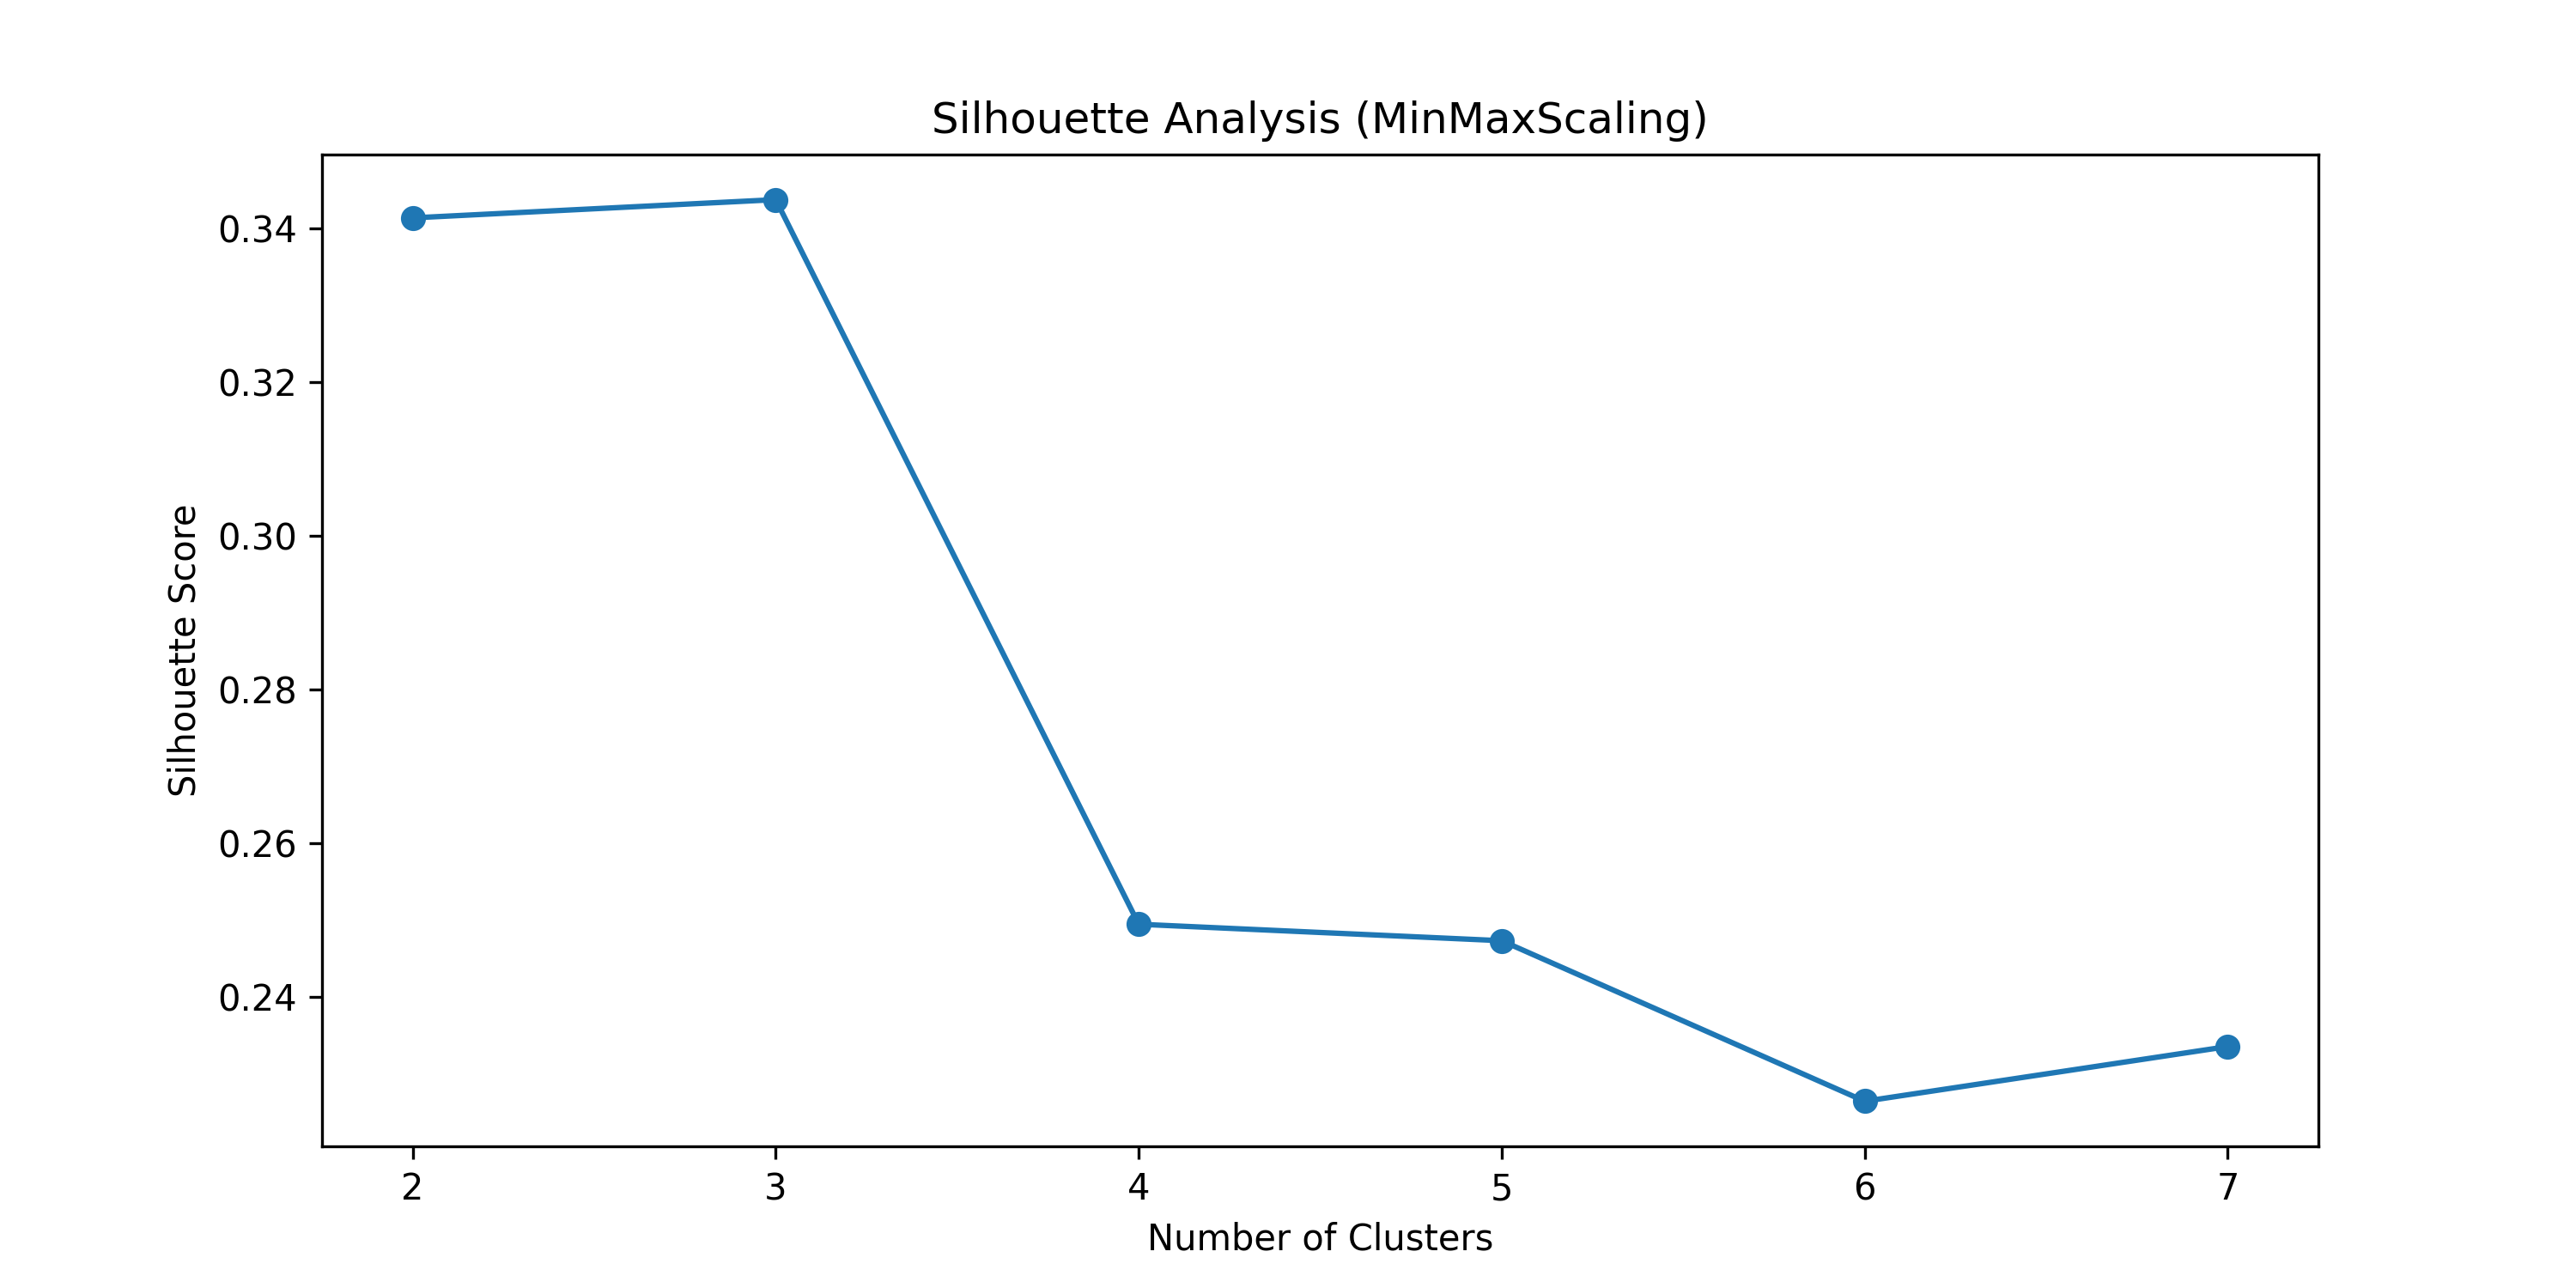 Silhouette Analysis (MinMaxScaling)
Silhouette Score
0.34
0.32
0.30
0.28
0.26
0.24
2 3 4 5 6 7
Number of Clusters